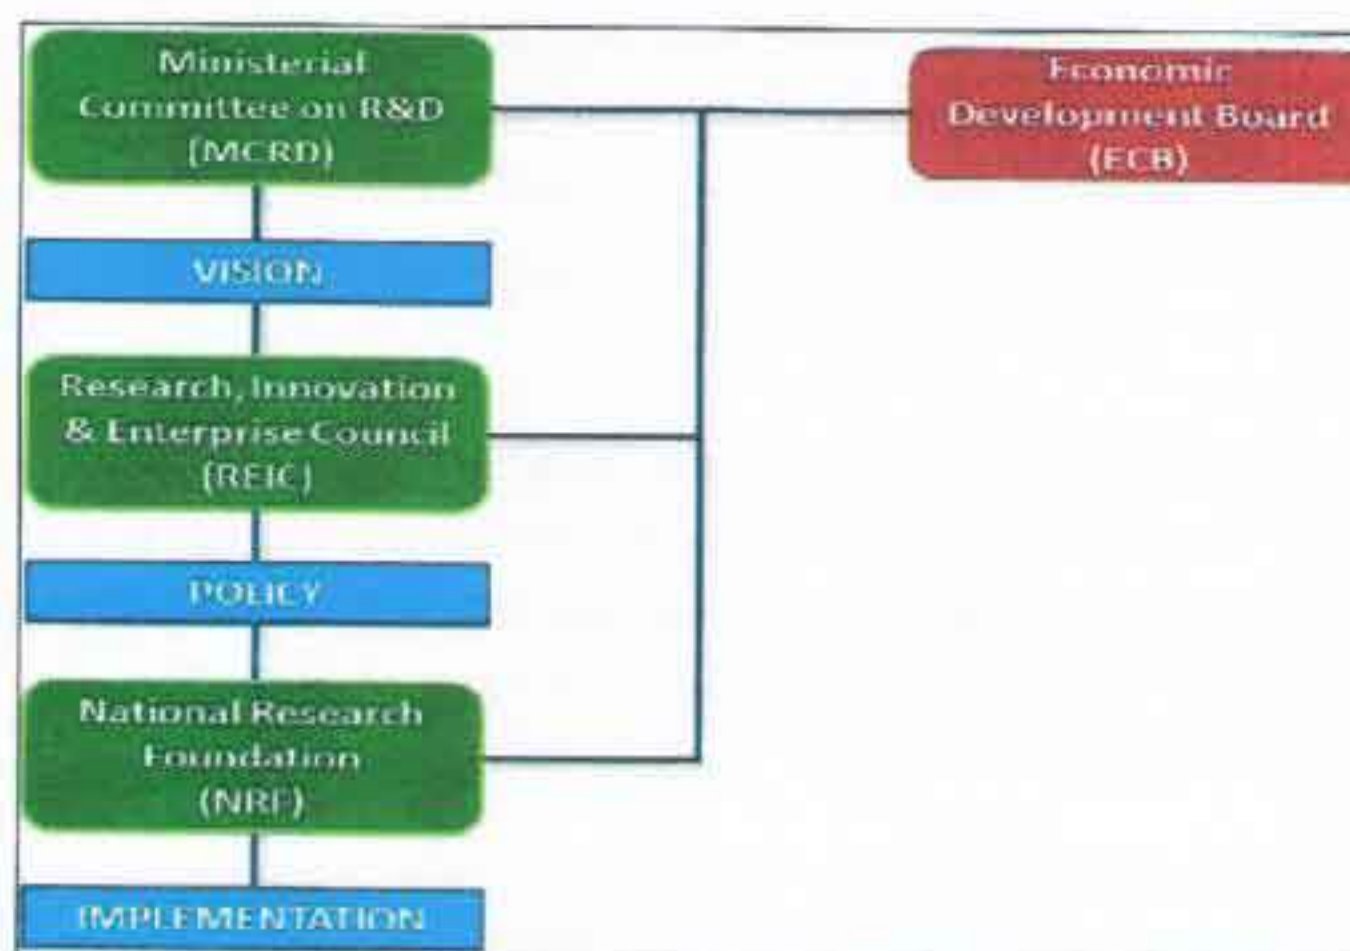 Ministerial
Committee on R&D
(MCRD)
Economic
Development Board
(ECB)
VISION
Research, Innovation
& Enterprise Council
(REIC)
POLICY
National Research
Foundation
(NRF)
IMPLEMENTATION